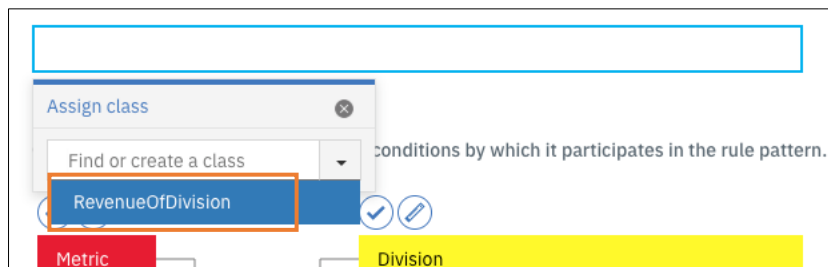 Assign class
Find or create a class
conditions by which it participates in the rule pattern.
RevenueOfDivision
Metric
Division